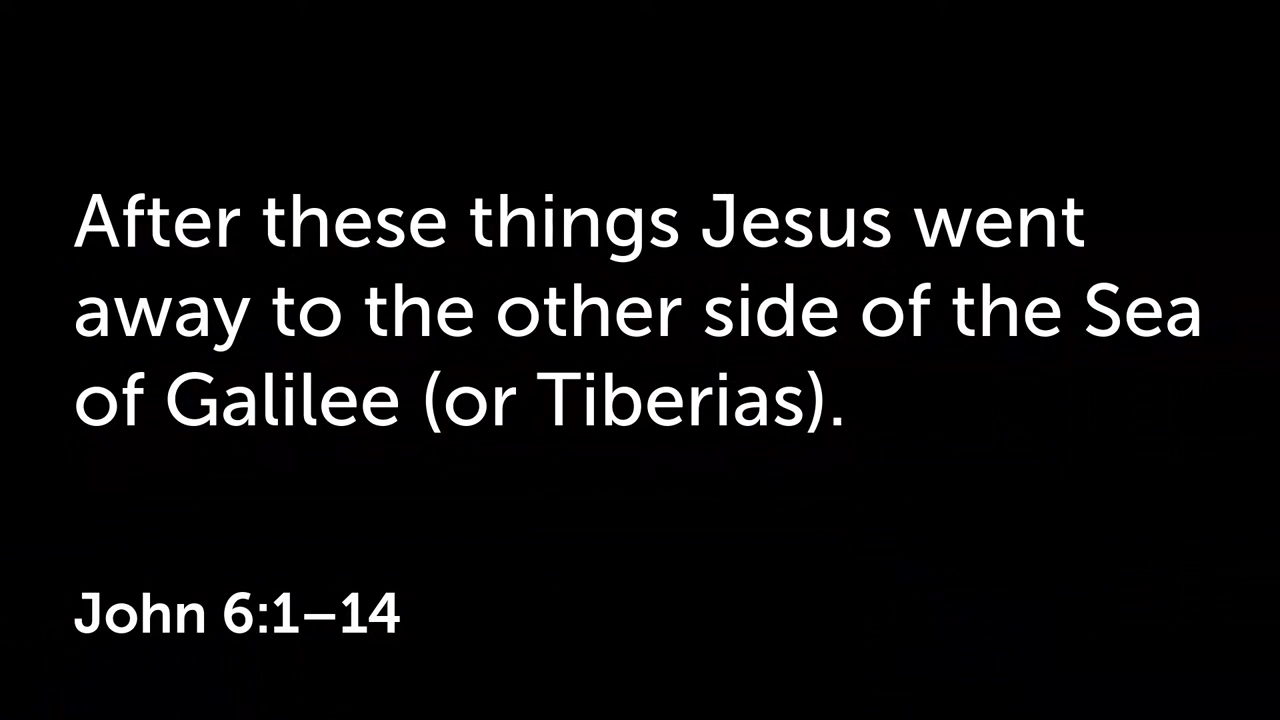 After these things Jesus went
away to the other side of the Sea
of Galilee (or Tiberias).
John 6:1–14